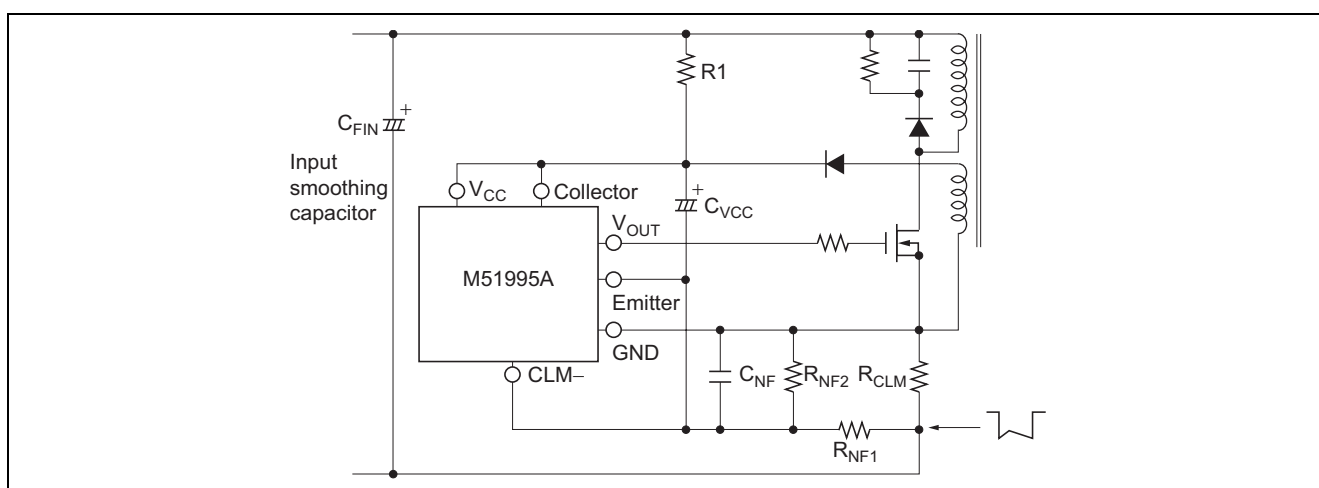 R1
+
C_FIN
Input
smoothing
capacitor
V_CC
Collector
+
C_VCC
V_OUT
M51995A
Emitter
GND
CLM−
C_NF
R_NF2
R_CLM
R_NF1